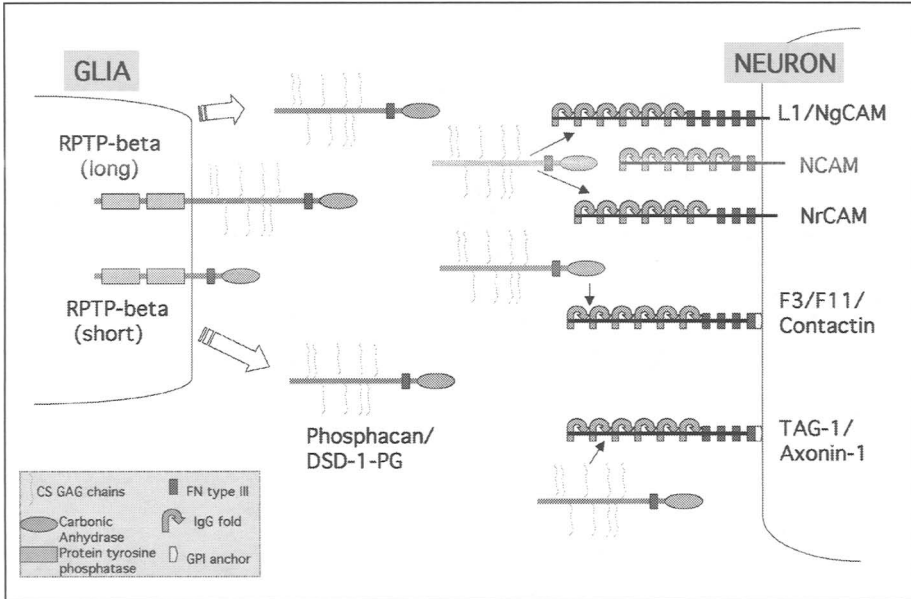 GLIA
NEURON
RPTP-beta
(long)
RPTP-beta
(short)
Phosphacan/
DSD-1-PG
L1/NgCAM
NCAM
NrCAM
F3/F11/
Contactin
TAG-1/
Axonin-1
CS GAG chains
FN type III
Carbonic
Anhydrase
IgG fold
Protein tyrosine
phosphatase
GPI anchor